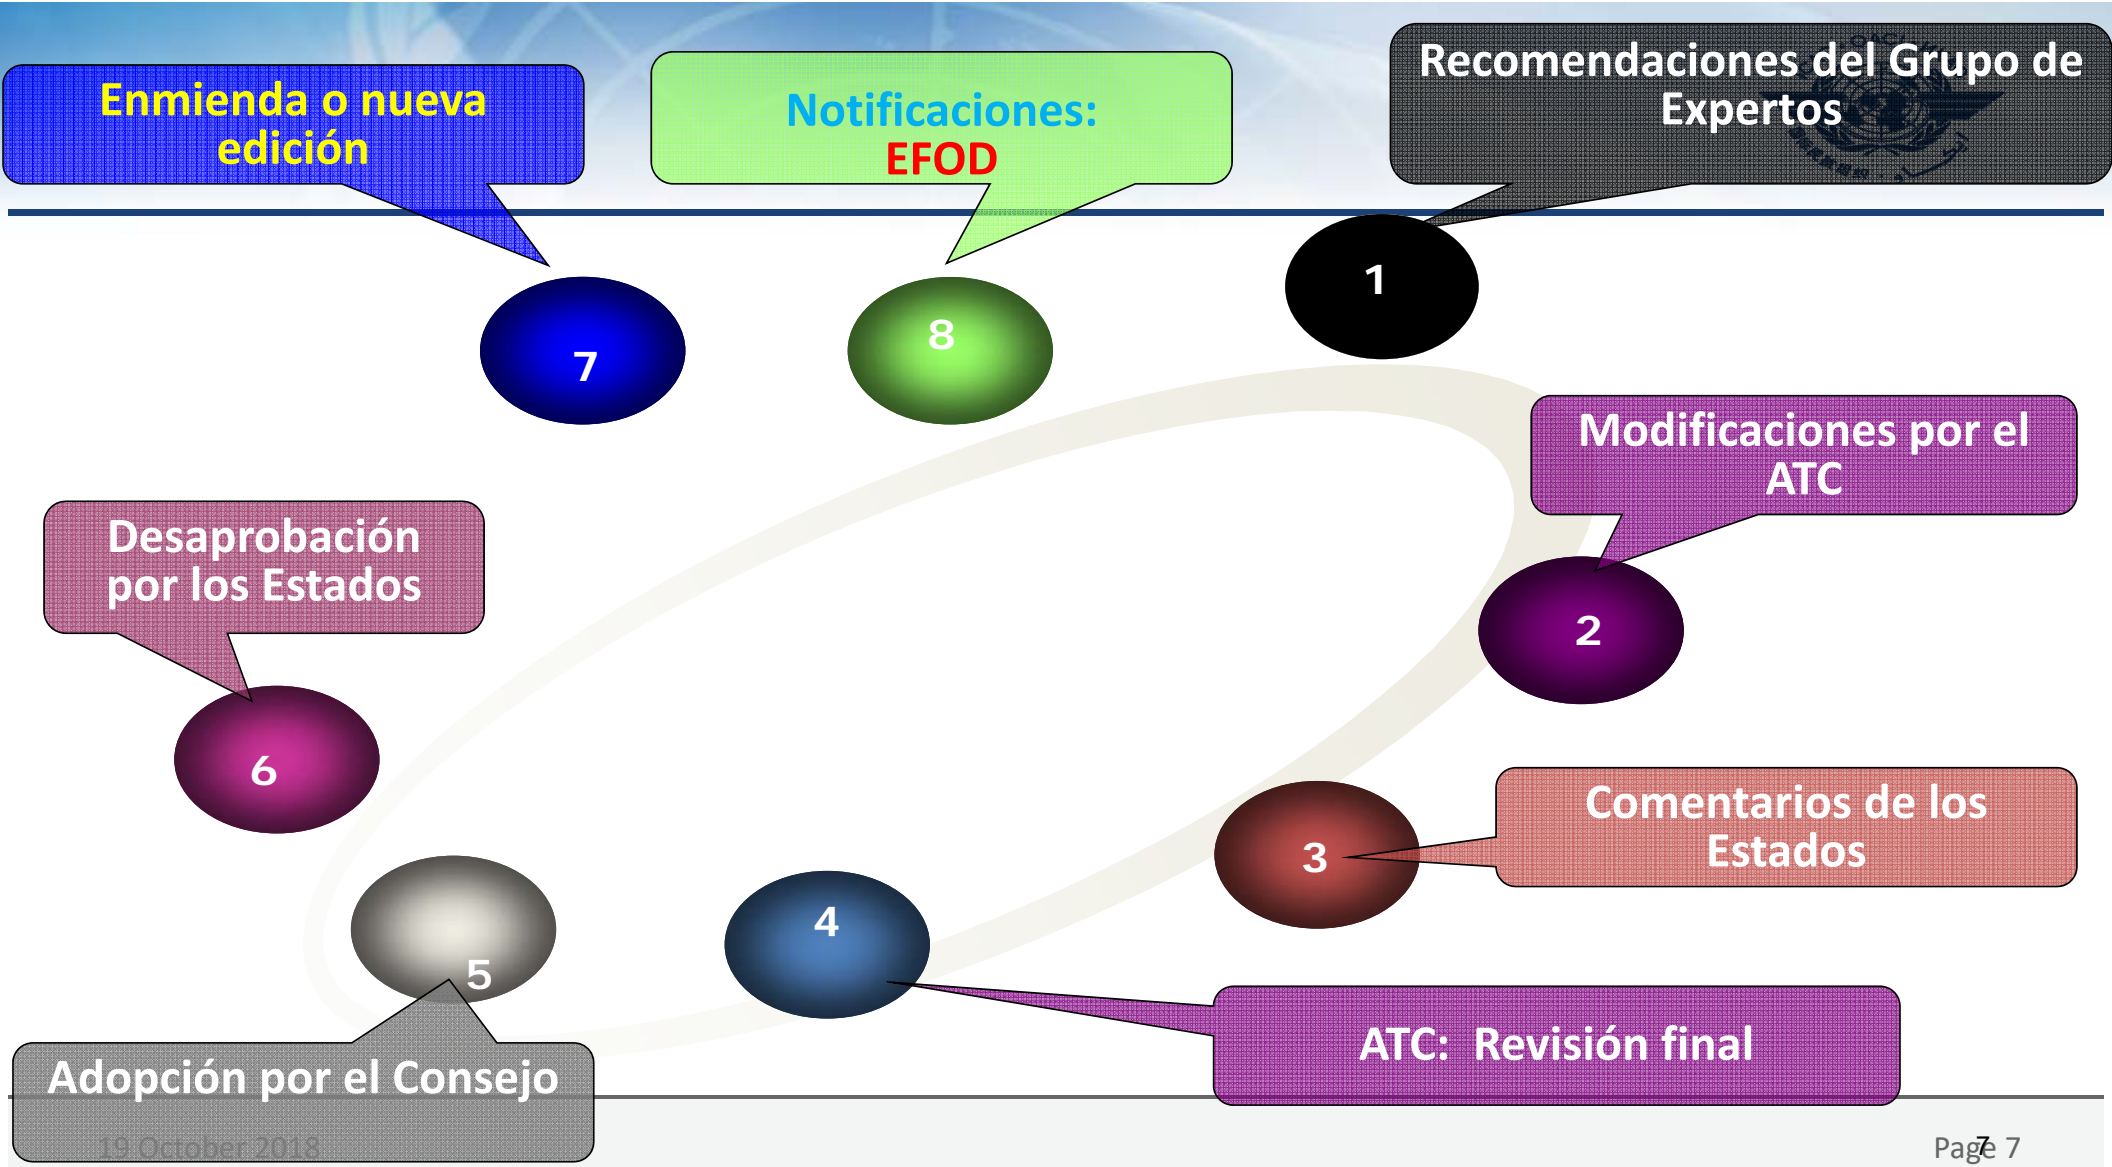 Enmienda o nueva
edición
Notificaciones:
EFOD
Recomendaciones del Grupo de
Expertos
OACI
1
7
8
Modificaciones por el
ATC
Desaprobación
por los Estados
2
6
Comentarios de los
Estados
3
4
5
ATC:  Revisión final
Adopción por el Consejo
19 October 2018
Page 7
7